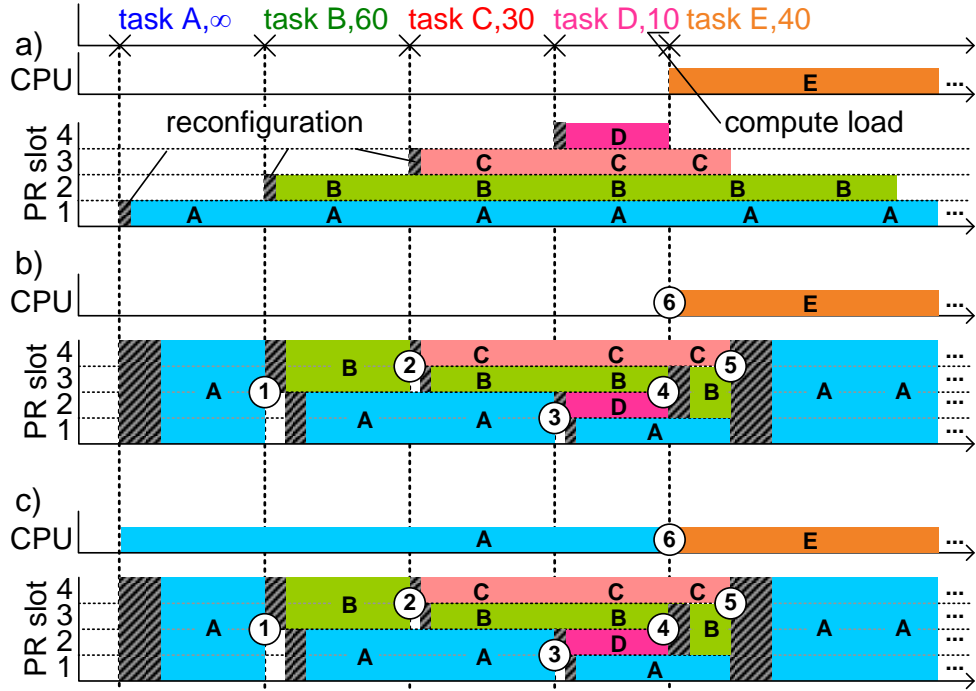 task A,∞ task B,60 task C,30 task D,10 task E,40
a)
CPU E ...
reconfiguration compute load
PR slot
4 D
3 C C C
2 B B B B B
1 A A A A A A ...
b)
CPU 6 E ...
PR slot
4 C C C ...
3 B 2 B B 5 ...
2 A 1 D 4 B A A ...
1 A A 3 A ...
c)
CPU A 6 E ...
PR slot
4 C C C ...
3 B 2 B B 5 ...
2 A 1 D 4 B A A ...
1 A A 3 A ...